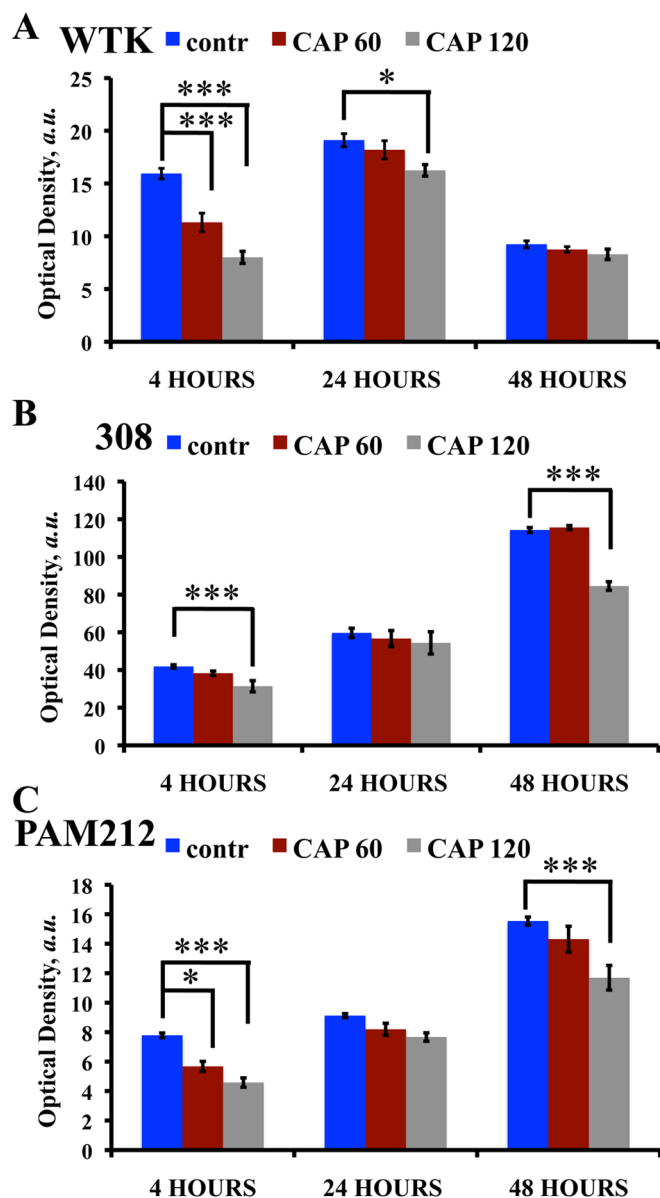 A
WTK contr CAP 60 CAP 120
Optical Density, a.u.
25
20
15
10
5
0
***
***
*
4 HOURS 24 HOURS 48 HOURS
B
308 contr CAP 60 CAP 120
Optical Density, a.u.
140
120
100
80
60
40
20
0
***
***
4 HOURS 24 HOURS 48 HOURS
C
PAM212 contr CAP 60 CAP 120
Optical Density, a.u.
18
16
14
12
10
8
6
4
2
0
***
*
***
4 HOURS 24 HOURS 48 HOURS